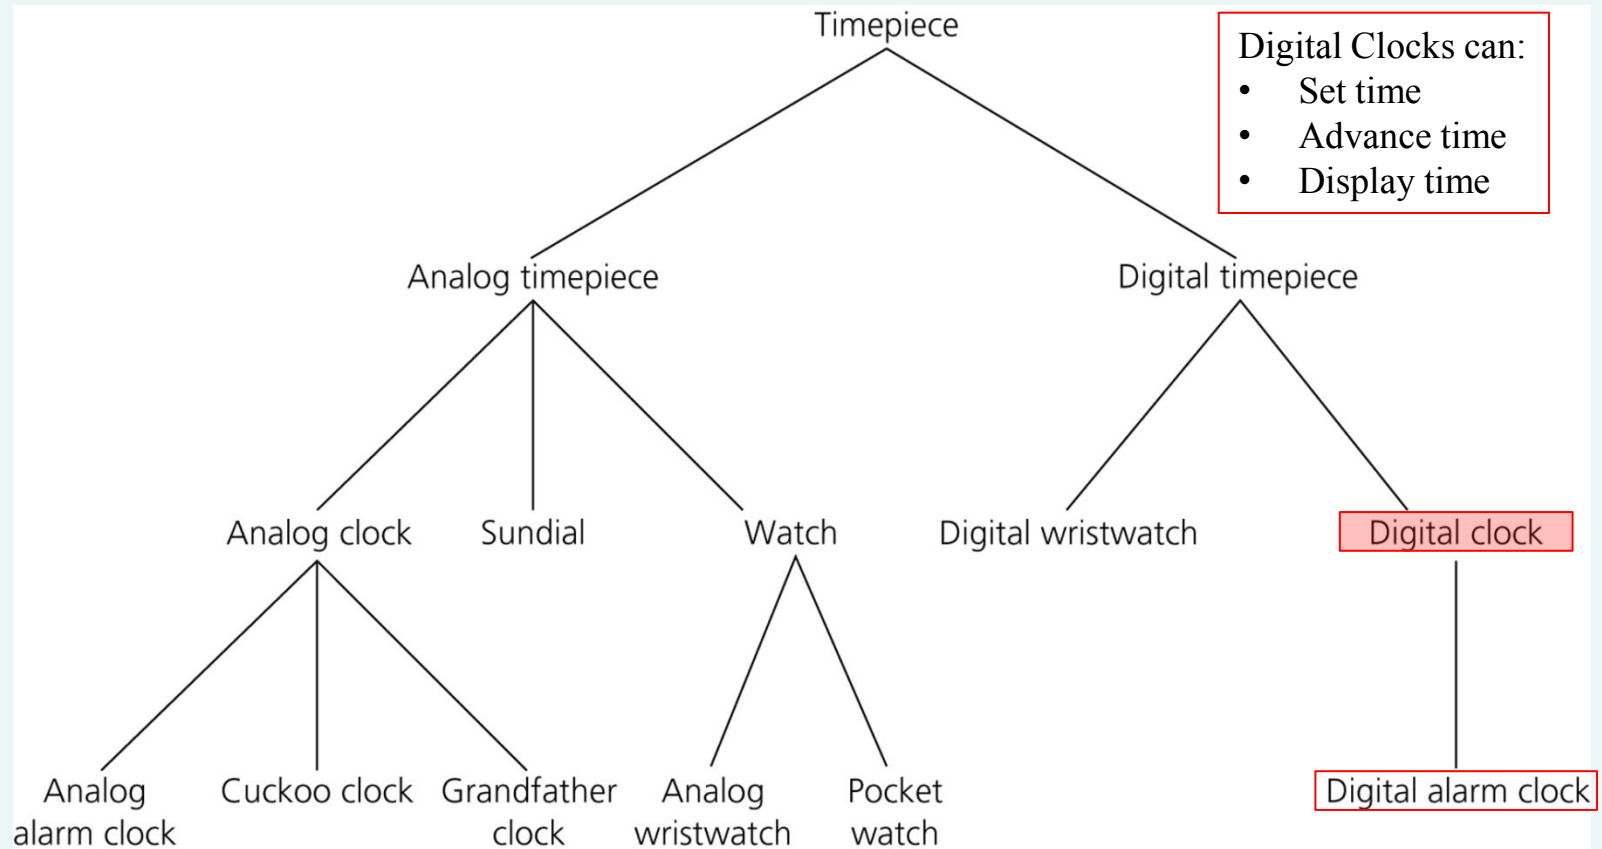 Timepiece
Digital Clocks can:
• Set time
• Advance time
• Display time
Analog timepiece
Digital timepiece
Analog clock
Sundial
Watch
Digital wristwatch
Digital clock
Analog
alarm clock
Cuckoo clock
Grandfather
clock
Analog
wristwatch
Pocket
watch
Digital alarm clock